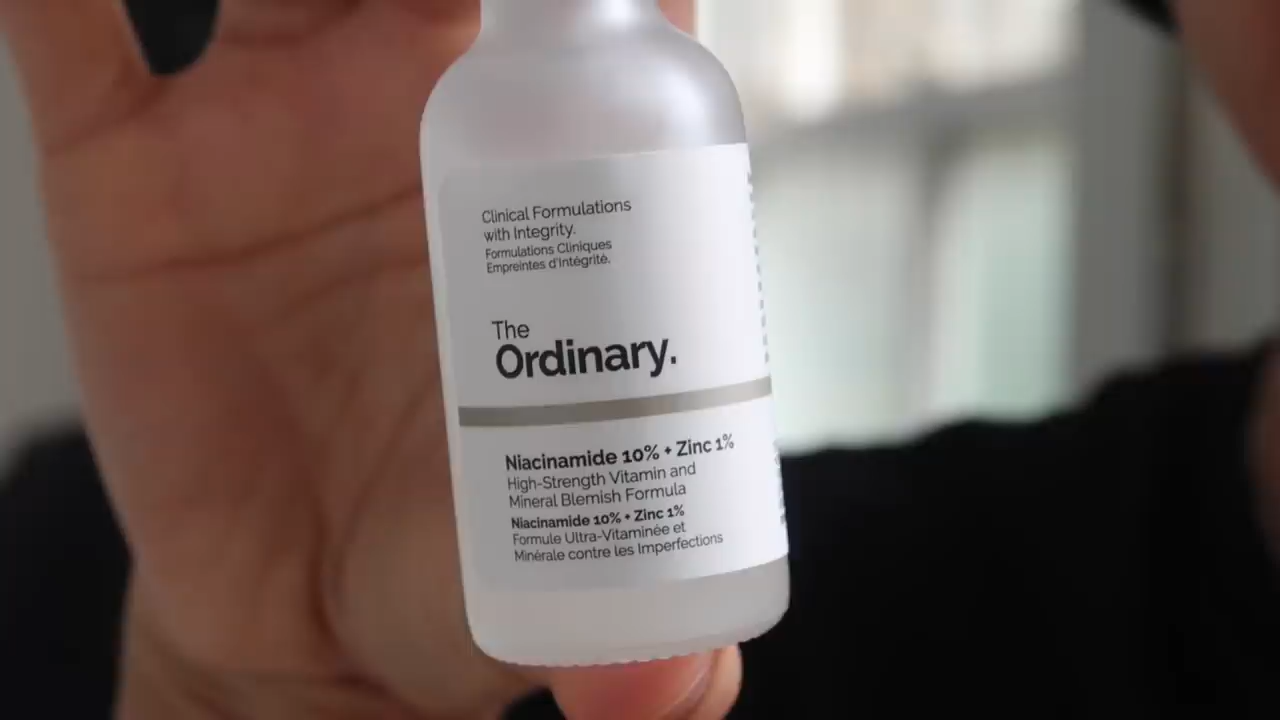 Clinical Formulations
with Integrity.
Formulations Cliniques
Empreintes d'Intégrité.
The
Ordinary.
Niacinamide 10% + Zinc 1%
High-Strength Vitamin and
Mineral Blemish Formula
Niacinamide 10% + Zinc 1%
Formule Ultra-Vitaminée et
Minérale contre les Imperfections